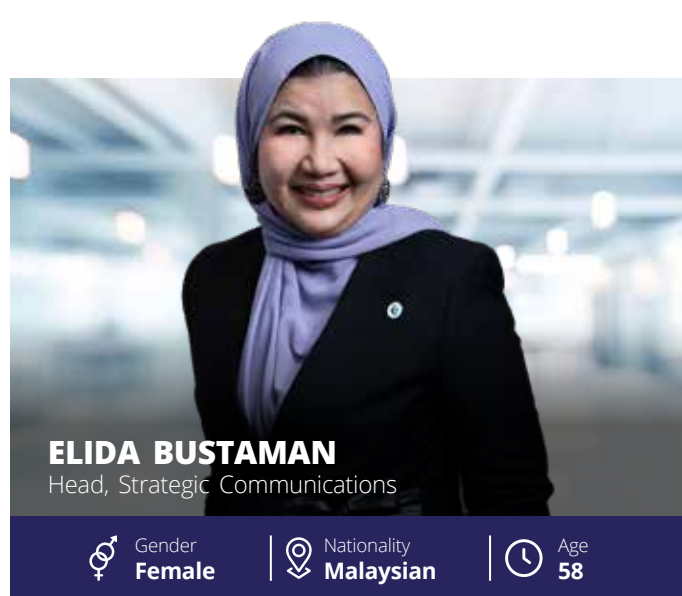 ELIDA BUSTAMAN
Head, Strategic Communications
Gender
Female
Nationality
Malaysian
Age
58